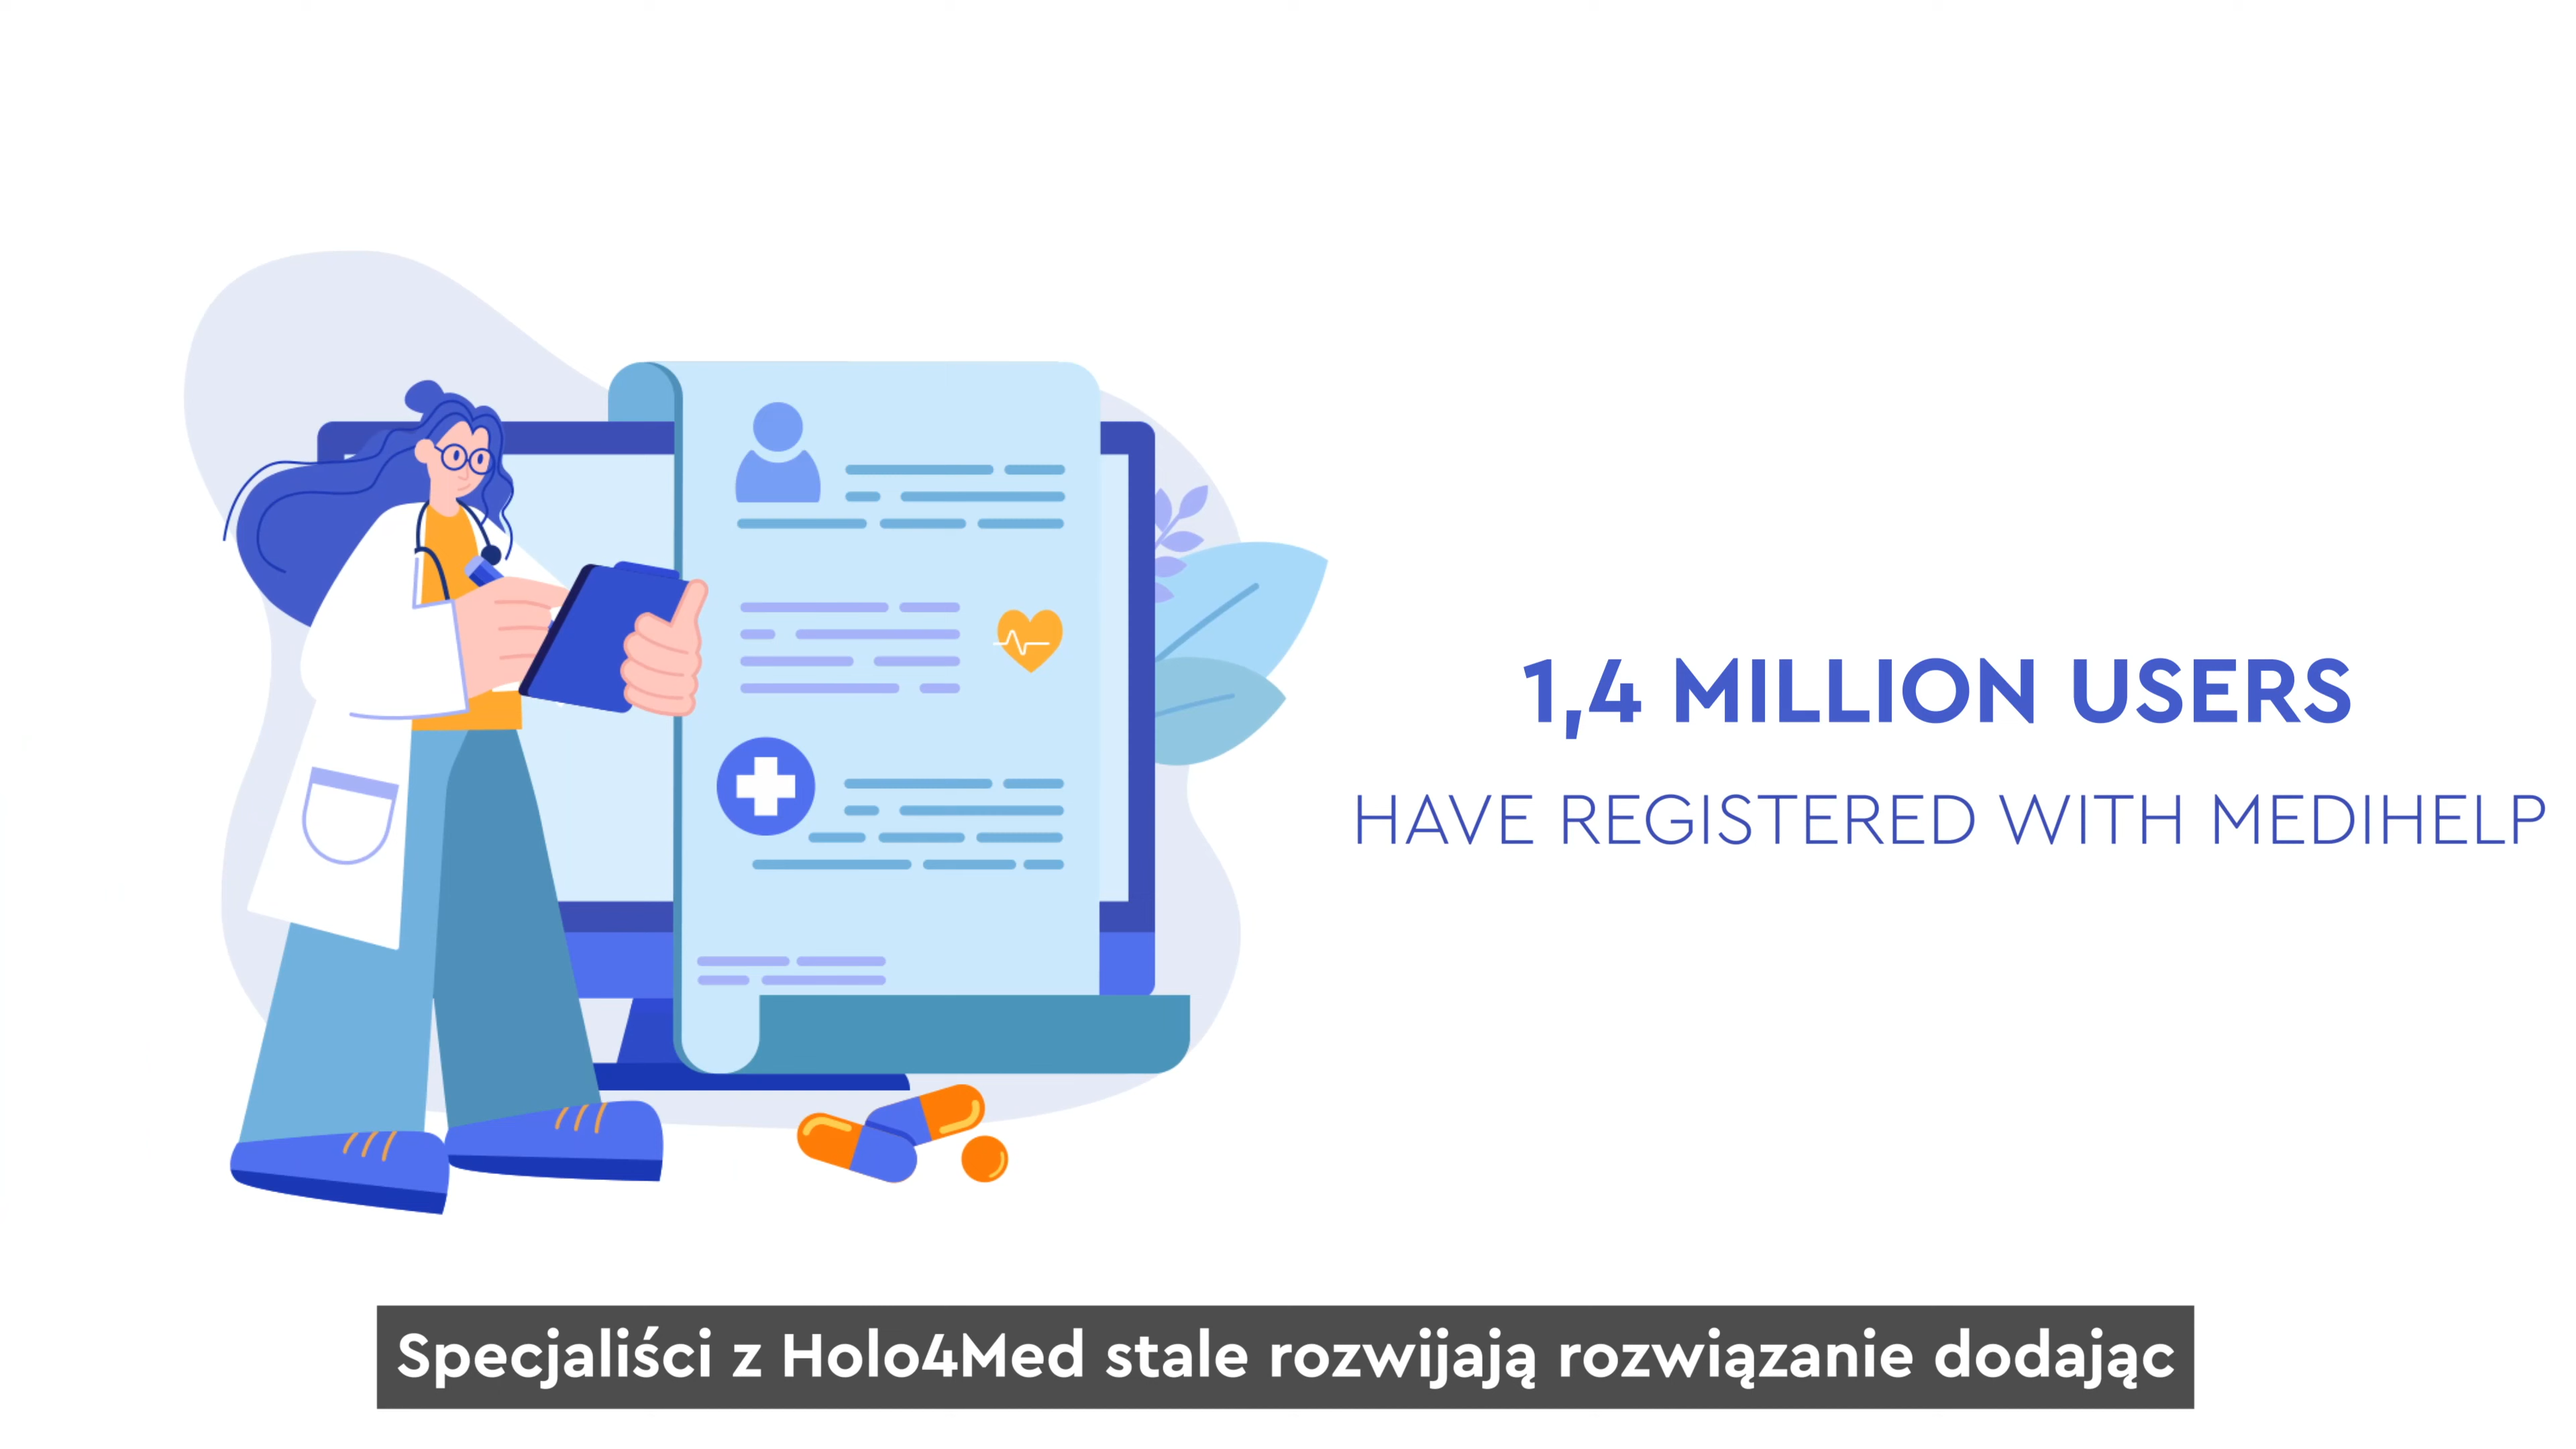 1,4 MILLION USERS
HAVE REGISTERED WITH MEDIHELP
Specjaliści z Holo4Med stale rozwijają rozwiązanie dodając